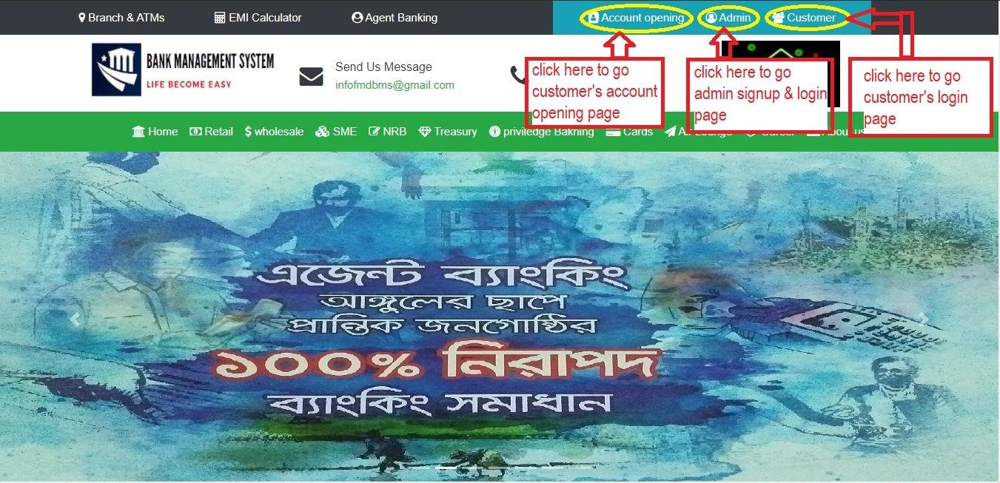 Branch & ATMs
EMI Calculator
Agent Banking
Account opening
Admin
Customer
BANK MANAGEMENT SYSTEM
LIFE BECOME EASY
Send Us Message
infofmdbms@gmail.com
click here to go
customer's account
opening page
click here to go
admin signup & login
page
click here to go
customer's login
page
Home
Retail
$ wholesale
SME
NRB
Treasury
priviledge Bakning
Cards
About us
এজেন্ট ব্যাংকিং
আঙ্গুলের ছাপে
প্রান্তিক জনগোষ্ঠির
১০০% নিরাপদ
ব্যাংকিং সমাধান